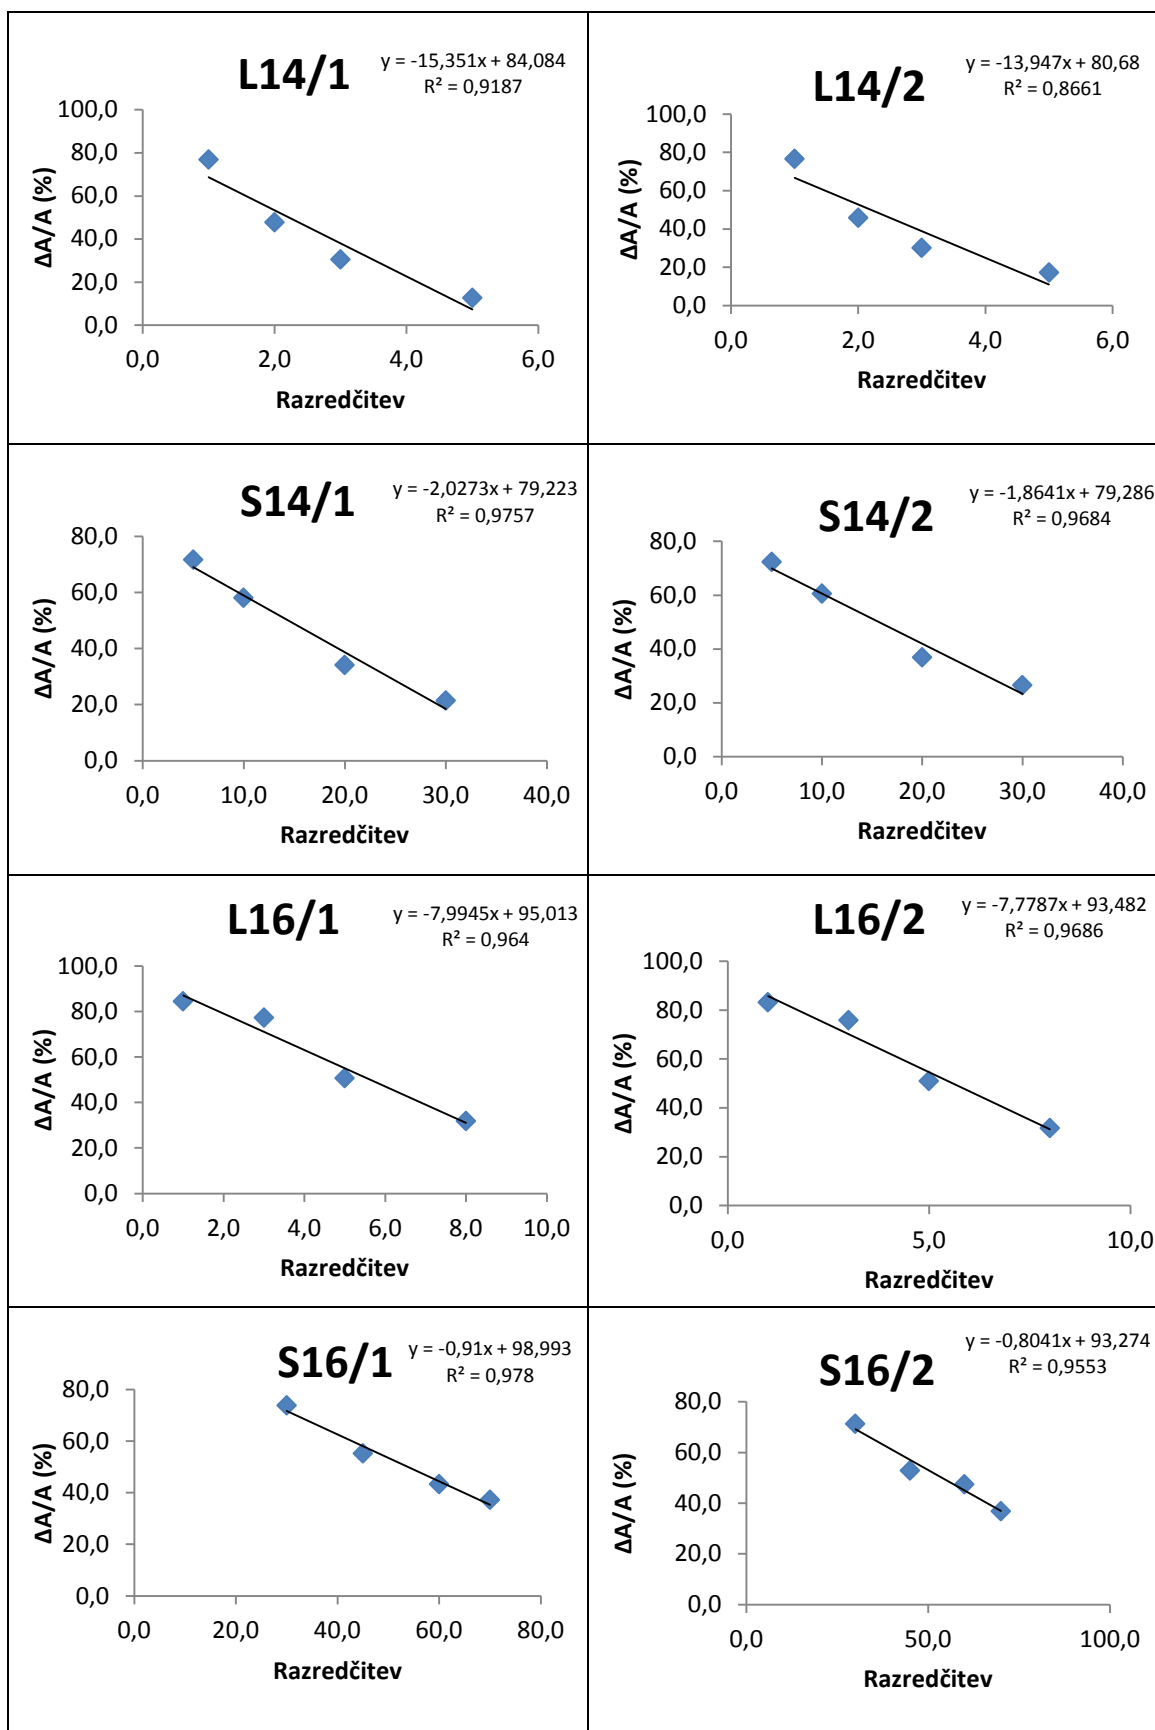 L14/1
y = -15,351x + 84,084
R² = 0,9187
100,0
80,0
60,0
40,0
20,0
0,0
ΔA/A (%)
0,0 2,0 4,0 6,0
Razredčitev
L14/2
y = -13,947x + 80,68
R² = 0,8661
100,0
80,0
60,0
40,0
20,0
0,0
ΔA/A (%)
0,0 2,0 4,0 6,0
Razredčitev
S14/1
y = -2,0273x + 79,223
R² = 0,9757
80,0
60,0
40,0
20,0
0,0
ΔA/A (%)
0,0 10,0 20,0 30,0 40,0
Razredčitev
S14/2
y = -1,8641x + 79,286
R² = 0,9684
80,0
60,0
40,0
20,0
0,0
ΔA/A (%)
0,0 10,0 20,0 30,0 40,0
Razredčitev
L16/1
y = -7,9945x + 95,013
R² = 0,964
100,0
80,0
60,0
40,0
20,0
0,0
ΔA/A (%)
0,0 2,0 4,0 6,0 8,0 10,0
Razredčitev
L16/2
y = -7,7787x + 93,482
R² = 0,9686
100,0
80,0
60,0
40,0
20,0
0,0
ΔA/A (%)
0,0 5,0 10,0
Razredčitev
S16/1
y = -0,91x + 98,993
R² = 0,978
80,0
60,0
40,0
20,0
0,0
ΔA/A (%)
0,0 20,0 40,0 60,0 80,0
Razredčitev
S16/2
y = -0,8041x + 93,274
R² = 0,9553
80,0
60,0
40,0
20,0
0,0
ΔA/A (%)
0,0 50,0 100,0
Razredčitev